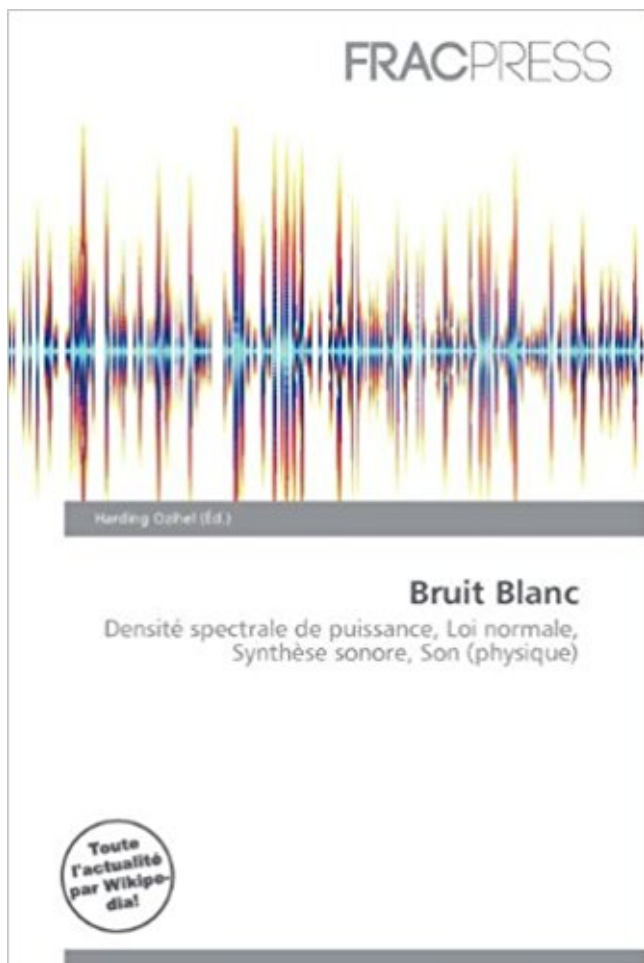 FRACPRESS
Harding Ozihel (Éd.)
Bruit Blanc
Densité spectrale de puissance, Loi normale,
Synthèse sonore, Son (physique)
Toute
l'actualité
par Wikipe-
dia!